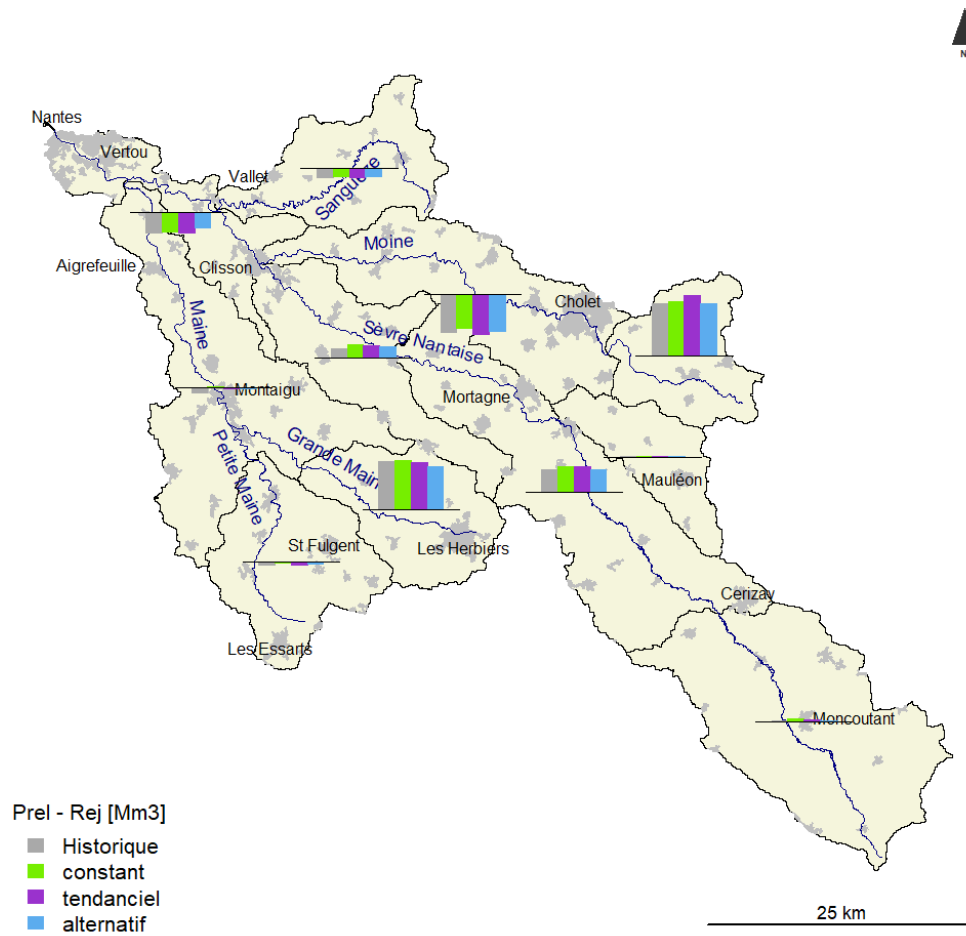 N
Nantes
Vertou
Vallet
Sanguèze
Moine
Aigrefeuille
Clisson
Cholet
Maine
Sèvre Nantaise
Montaigu
Mortagne
Petite Maine
Grande Main
Mauléon
St Fulgent
Les Herbiers
Cerizay
Les Essarts
Moncoutant
Prel - Rej [Mm3]
Historique
constant
tendanciel
alternatif
25 km